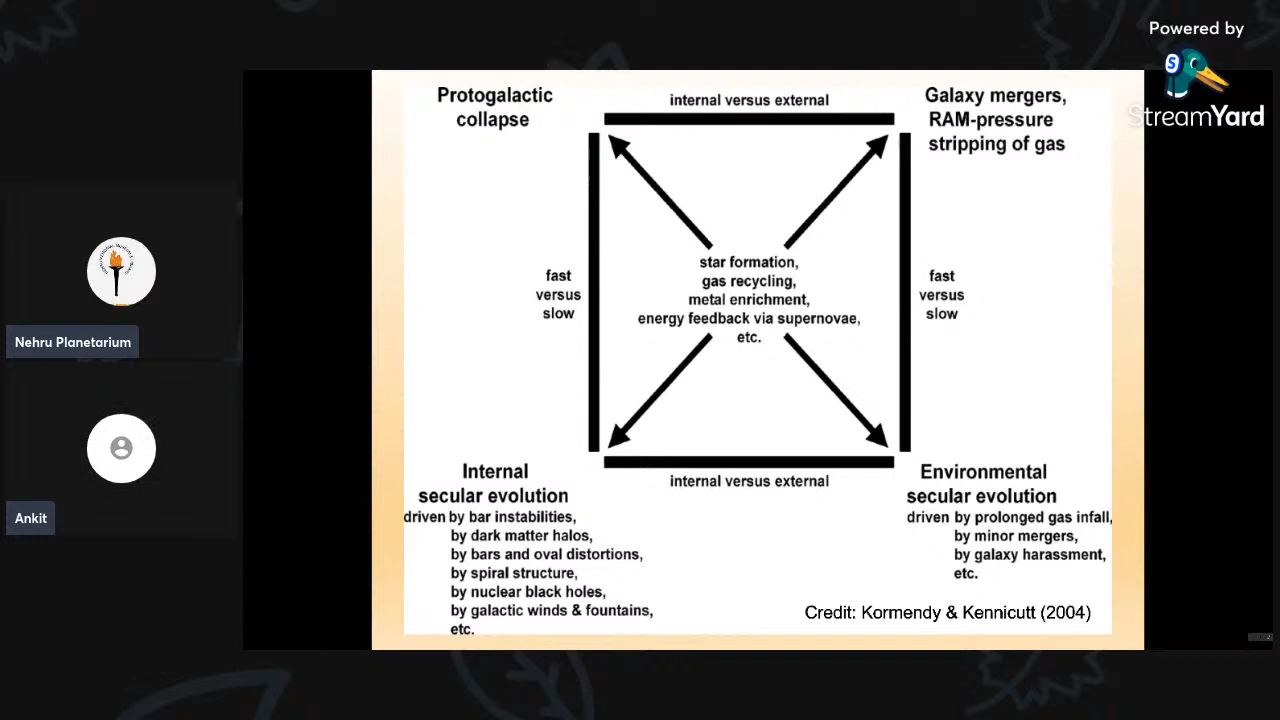 Powered by
StreamYard
Nehru Planetarium
Ankit
Protogalactic
collapse
internal versus external
Galaxy mergers,
RAM-pressure
stripping of gas
fast
versus
slow
star formation,
gas recycling,
metal enrichment,
energy feedback via supernovae,
etc.
fast
versus
slow
Internal
secular evolution
driven by bar instabilities,
by dark matter halos,
by bars and oval distortions,
by spiral structure,
by nuclear black holes,
by galactic winds & fountains,
etc.
internal versus external
Environmental
secular evolution
driven by prolonged gas infall,
by minor mergers,
by galaxy harassment,
etc.
Credit: Kormendy & Kennicutt (2004)